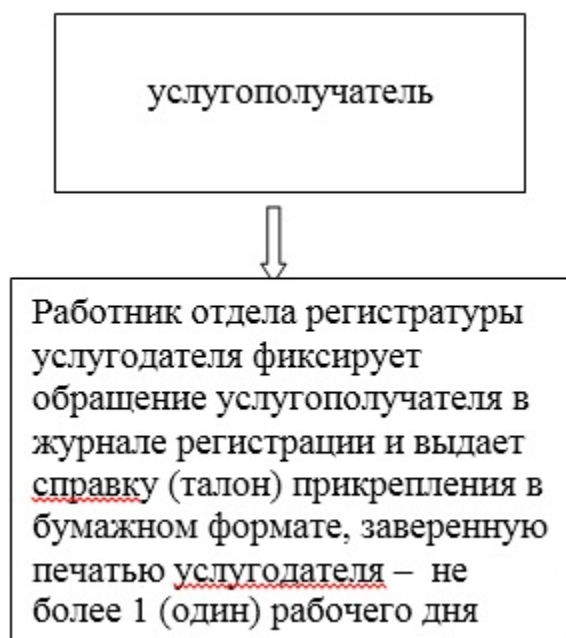 услугополучатель
Работник отдела регистратуры
услугодателя фиксирует
обращение услугополучателя в
журнале регистрации и выдает
справку (талон) прикрепления в
бумажном формате, заверенную
печатью услугодателя – не
более 1 (один) рабочего дня